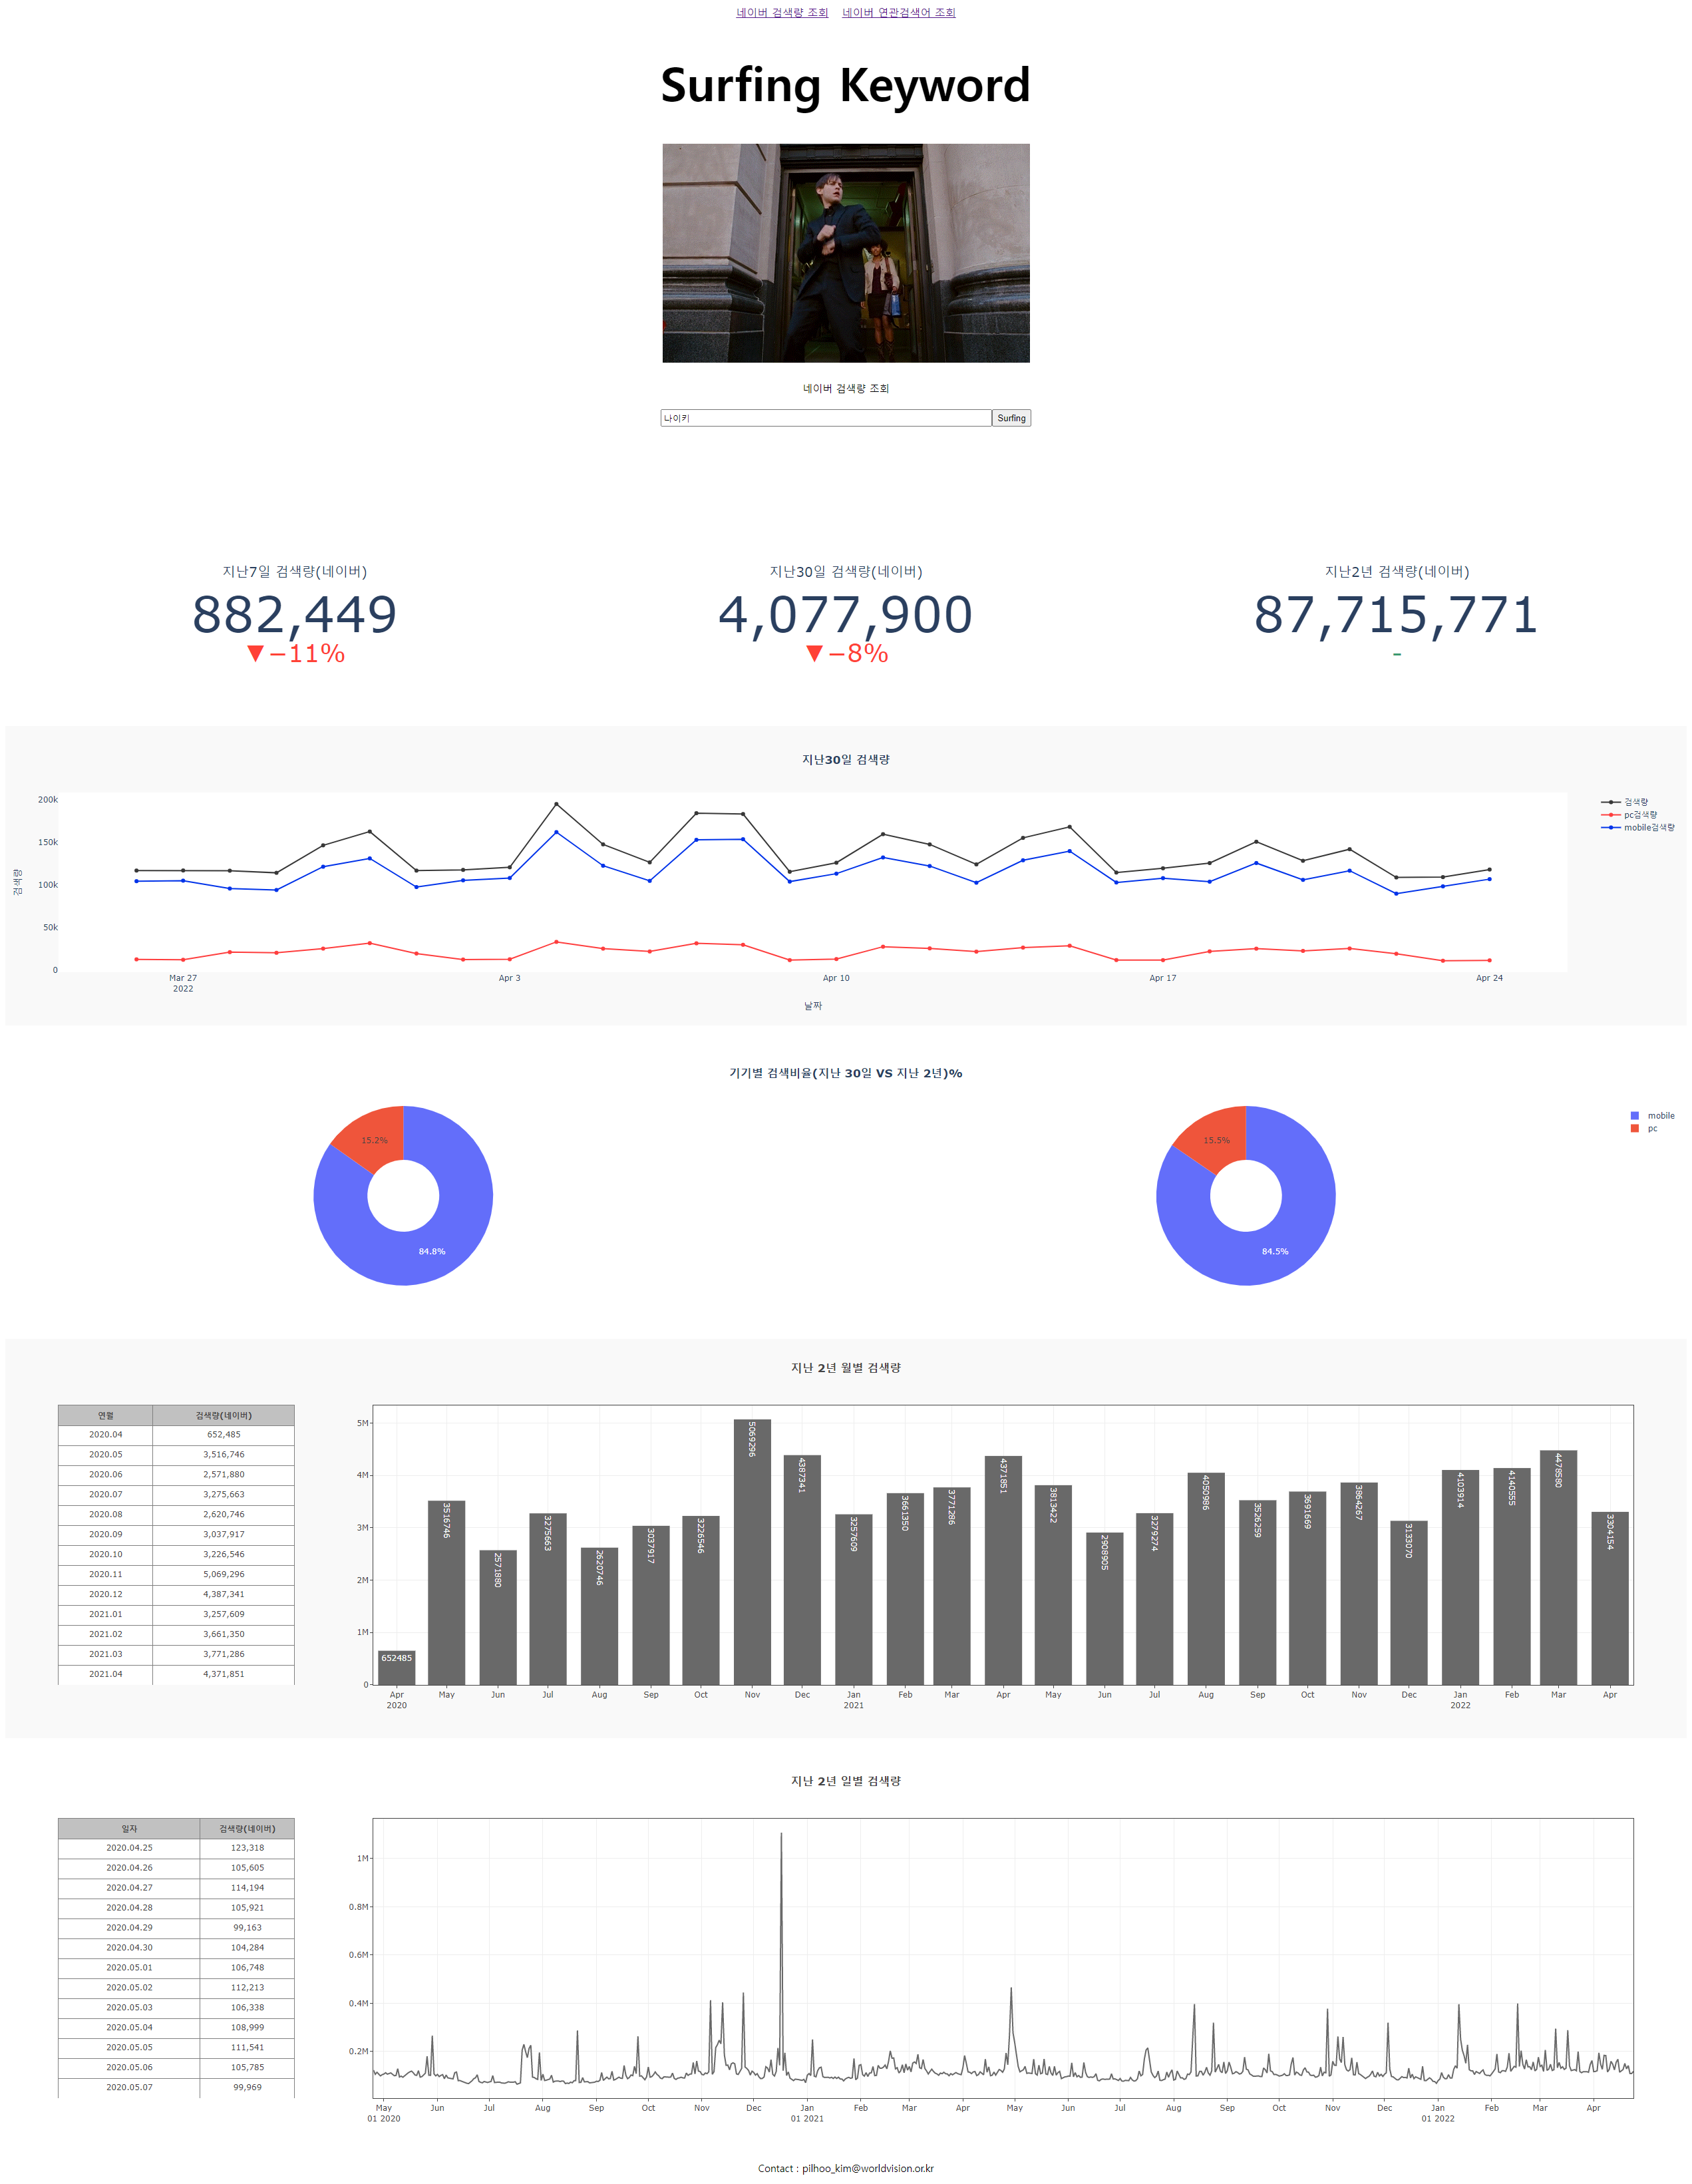 네이버 검색량 조회 네이버 연관검색어 조회
Surfing Keyword
네이버 검색량 조회
나이키 Surfing
지난7일 검색량(네이버) 지난30일 검색량(네이버) 지난2년 검색량(네이버)
882,449 4,077,900 87,715,771
▼−11% ▼−8% -
지난30일 검색량
200k
150k
100k
50k
0
검색량
Mar 27 Apr 3 Apr 10 Apr 17 Apr 24
2022
날짜
검색량
pc검색량
mobile검색량
기기별 검색비율(지난 30일 VS 지난 2년)%
15.2% 15.5%
84.8% 84.5%
mobile
pc
지난 2년 월별 검색량
연월 검색량(네이버)
2020.04 652,485
2020.05 3,516,746
2020.06 2,571,880
2020.07 3,275,663
2020.08 2,620,746
2020.09 3,037,917
2020.10 3,226,546
2020.11 5,069,296
2020.12 4,387,341
2021.01 3,257,609
2021.02 3,661,350
2021.03 3,771,286
2021.04 4,371,851
5M
4M
3M
2M
1M
0
652485 3516746 2571880 3275663 2620746 3037917 3226546 5069296 4387341 3257609 3661350 3771286 4371851 3813422 2908905 3279274 4050986 3526259 3691669 3864267 3133070 4103914 4140555 4478580 3304154
Apr May Jun Jul Aug Sep Oct Nov Dec Jan Feb Mar Apr May Jun Jul Aug Sep Oct Nov Dec Jan Feb Mar Apr
2020 2021 2022
지난 2년 일별 검색량
일자 검색량(네이버)
2020.04.25 123,318
2020.04.26 105,605
2020.04.27 114,194
2020.04.28 105,921
2020.04.29 99,163
2020.04.30 104,284
2020.05.01 106,748
2020.05.02 112,213
2020.05.03 106,338
2020.05.04 108,999
2020.05.05 111,541
2020.05.06 105,785
2020.05.07 99,969
1M
0.8M
0.6M
0.4M
0.2M
May Jun Jul Aug Sep Oct Nov Dec Jan Feb Mar Apr May Jun Jul Aug Sep Oct Nov Dec Jan Feb Mar Apr
01 2020 01 2021 01 2022
Contact : pilhoo_kim@worldvision.or.kr